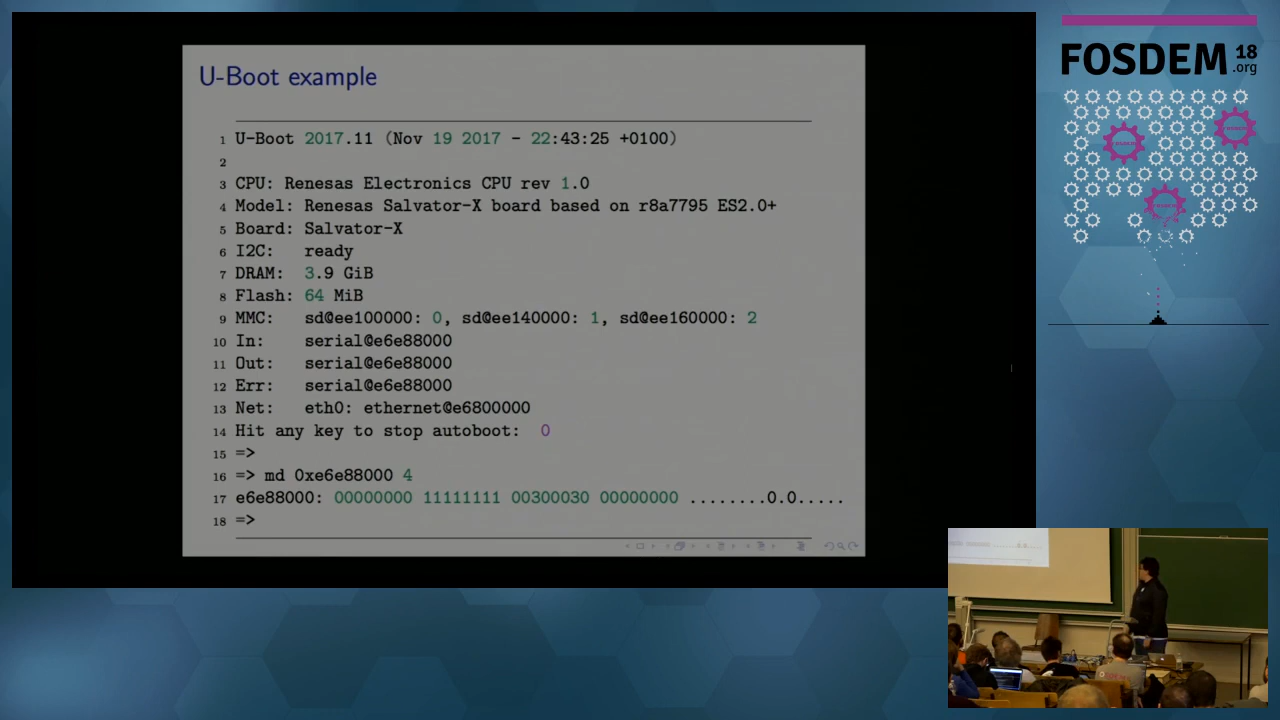 U-Boot example
1 U-Boot 2017.11 (Nov 19 2017 - 22:43:25 +0100)
2
3 CPU: Renesas Electronics CPU rev 1.0
4 Model: Renesas Salvator-X board based on r8a7795 ES2.0+
5 Board: Salvator-X
6 I2C: ready
7 DRAM: 3.9 GiB
8 Flash: 64 MiB
9 MMC: sd@ee100000: 0, sd@ee140000: 1, sd@ee160000: 2
10 In: serial@e6e88000
11 Out: serial@e6e88000
12 Err: serial@e6e88000
13 Net: eth0: ethernet@e6800000
14 Hit any key to stop autoboot: 0
15 =>
16 => md 0xe6e88000 4
17 e6e88000: 00000000 11111111 00300030 00000000 ........0.0.....
18 =>
FOSDEM 18
.org